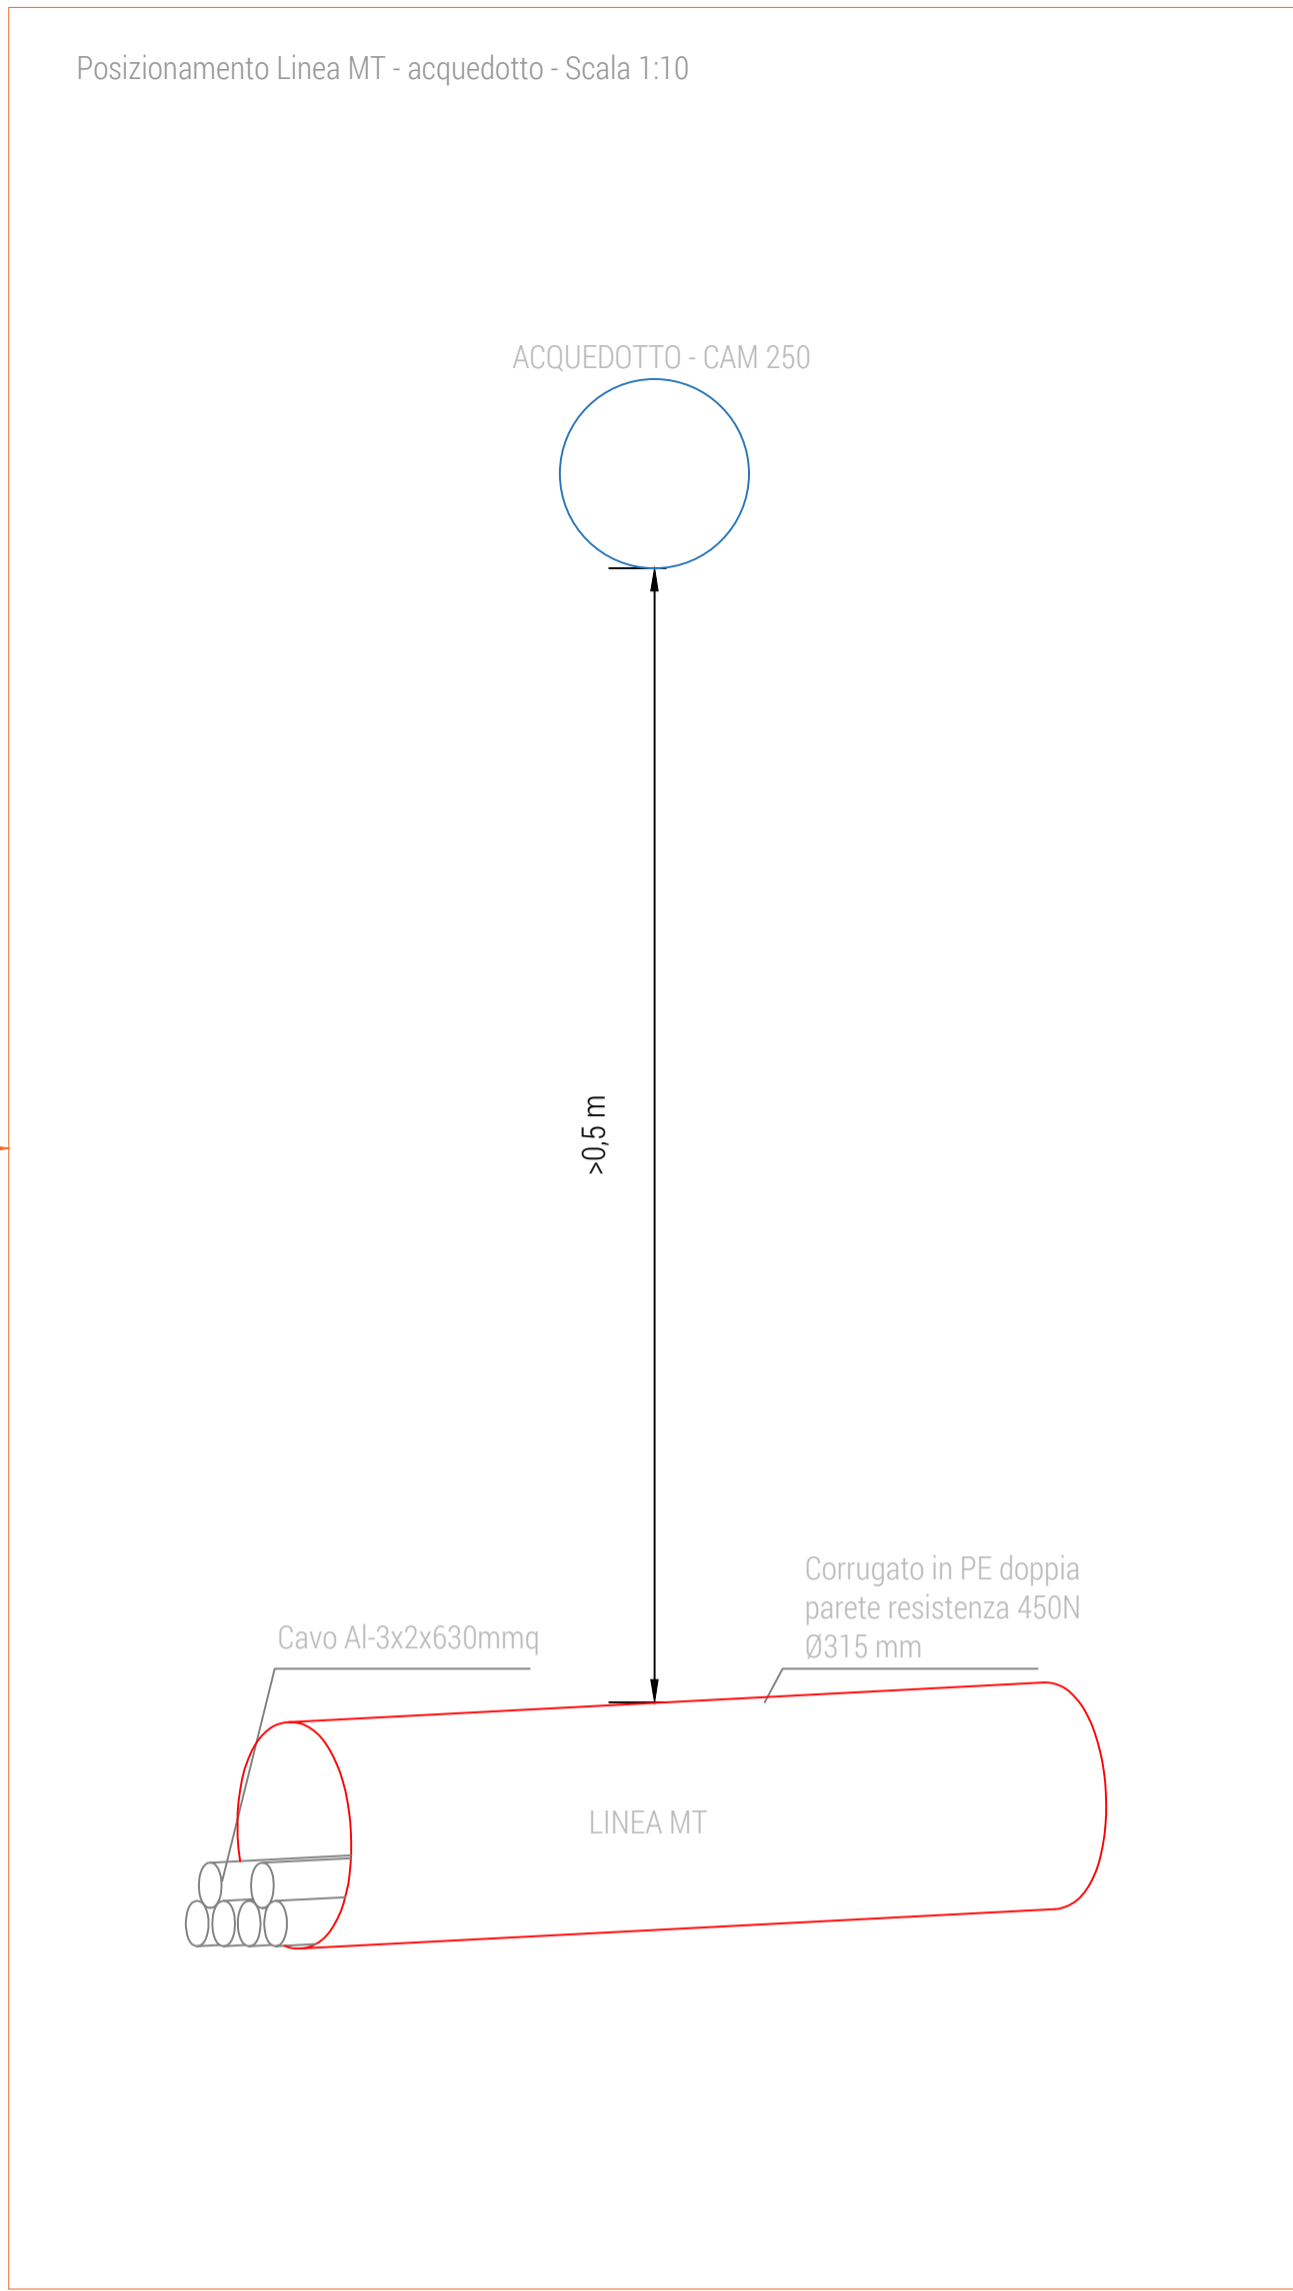 Posizionamento Linea MT - acquedotto - Scala 1:10
ACQUEDOTTO - CAM 250
>0,5 m
Corrugato in PE doppia
parete resistenza 450N
Ø315 mm
Cavo Al-3x2x630mmq
LINEA MT